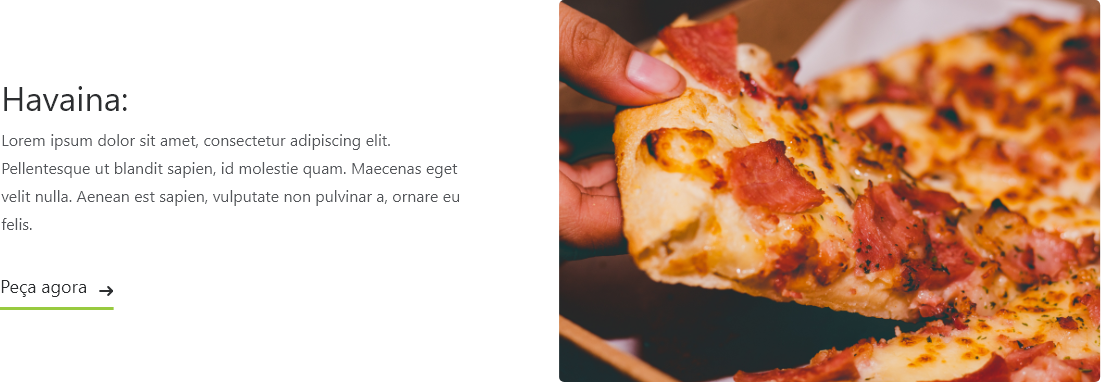 Havaina:
Lorem ipsum dolor sit amet, consectetur adipiscing elit.
Pellentesque ut blandit sapien, id molestie quam. Maecenas eget
velit nulla. Aenean est sapien, vulputate non pulvinar a, ornare eu
felis.
Peça agora